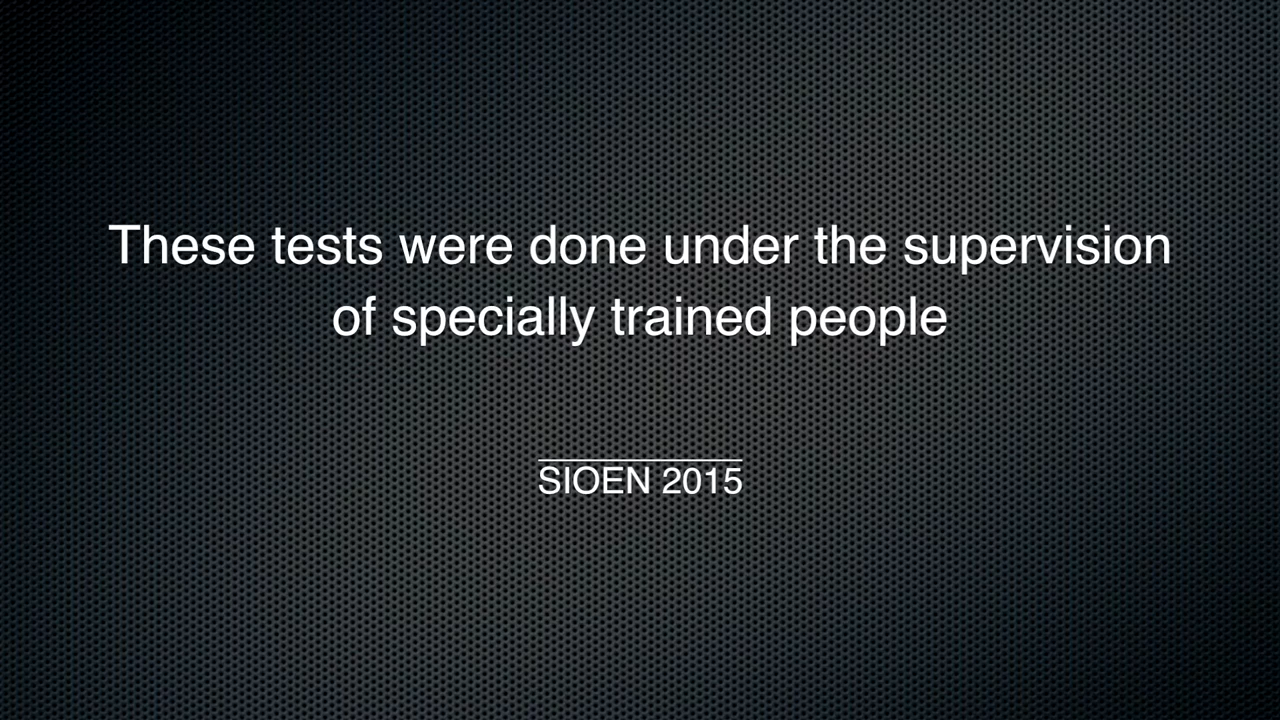 These tests were done under the supervision
of specially trained people
SIOEN 2015